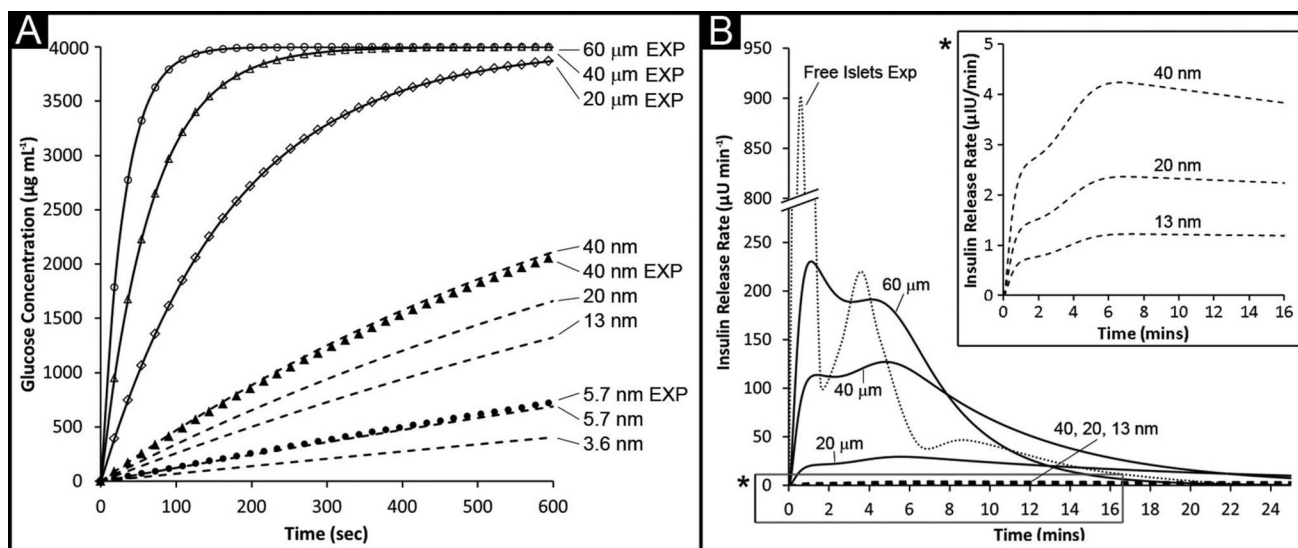 A
Glucose Concentration (µg mL⁻¹)
4000
3500
3000
2500
2000
1500
1000
500
0
0 100 200 300 400 500 600
Time (sec)
60 µm EXP
40 µm EXP
20 µm EXP
40 nm
40 nm EXP
20 nm
13 nm
5.7 nm EXP
5.7 nm
3.6 nm
B
Insulin Release Rate (µU min⁻¹)
950
900
850
800
250
200
150
100
50
0
0 2 4 6 8 10 12 14 16 18 20 22 24
Time (mins)
Free Islets Exp
60 µm
40 µm
20 µm
40, 20, 13 nm
*
*
Insulin Release Rate (µIU/min)
5
4
3
2
1
0
0 2 4 6 8 10 12 14 16
Time (mins)
40 nm
20 nm
13 nm